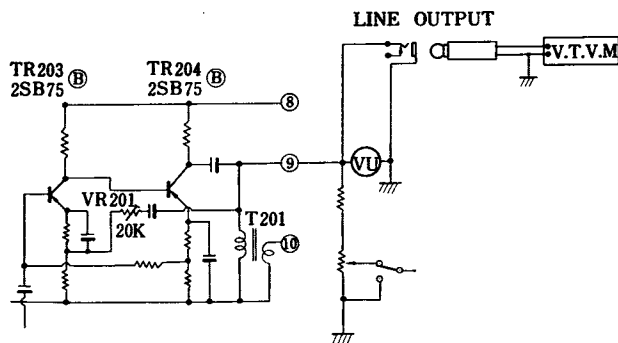 LINE OUTPUT
V.T.V.M
TR203 Ⓑ
2SB75
TR204 Ⓑ
2SB75
⑧
⑨
VU
VR201
20K
T201
⑩